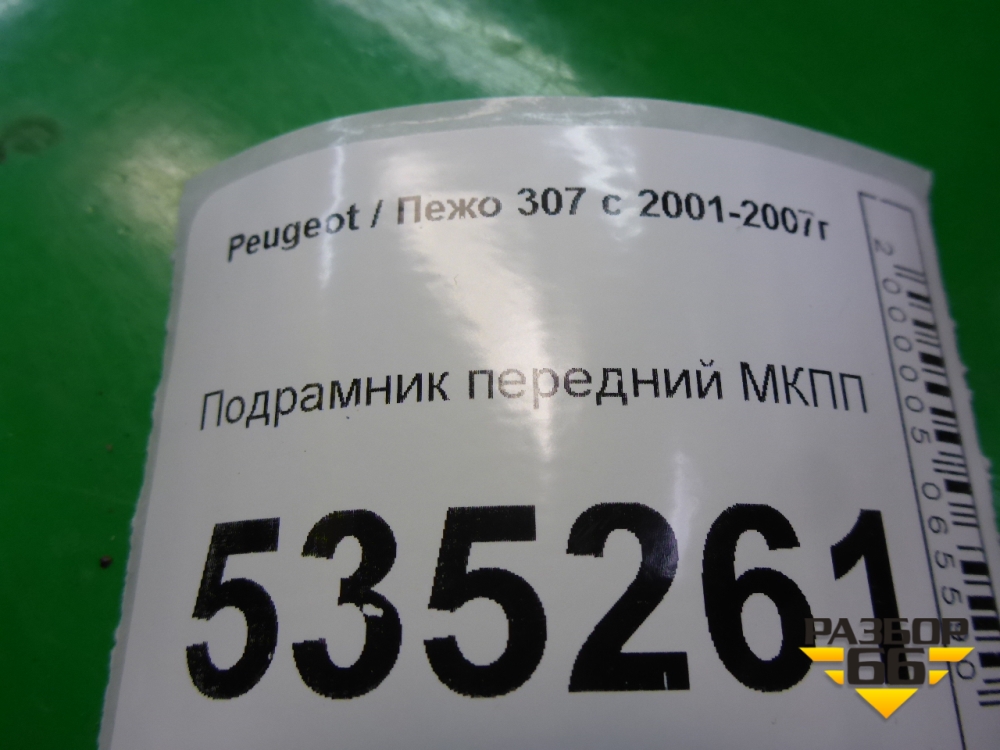 Peugeot / Пежо 307 с 2001-2007г
Подрамник передний МКПП
535261
РАЗБОР
66